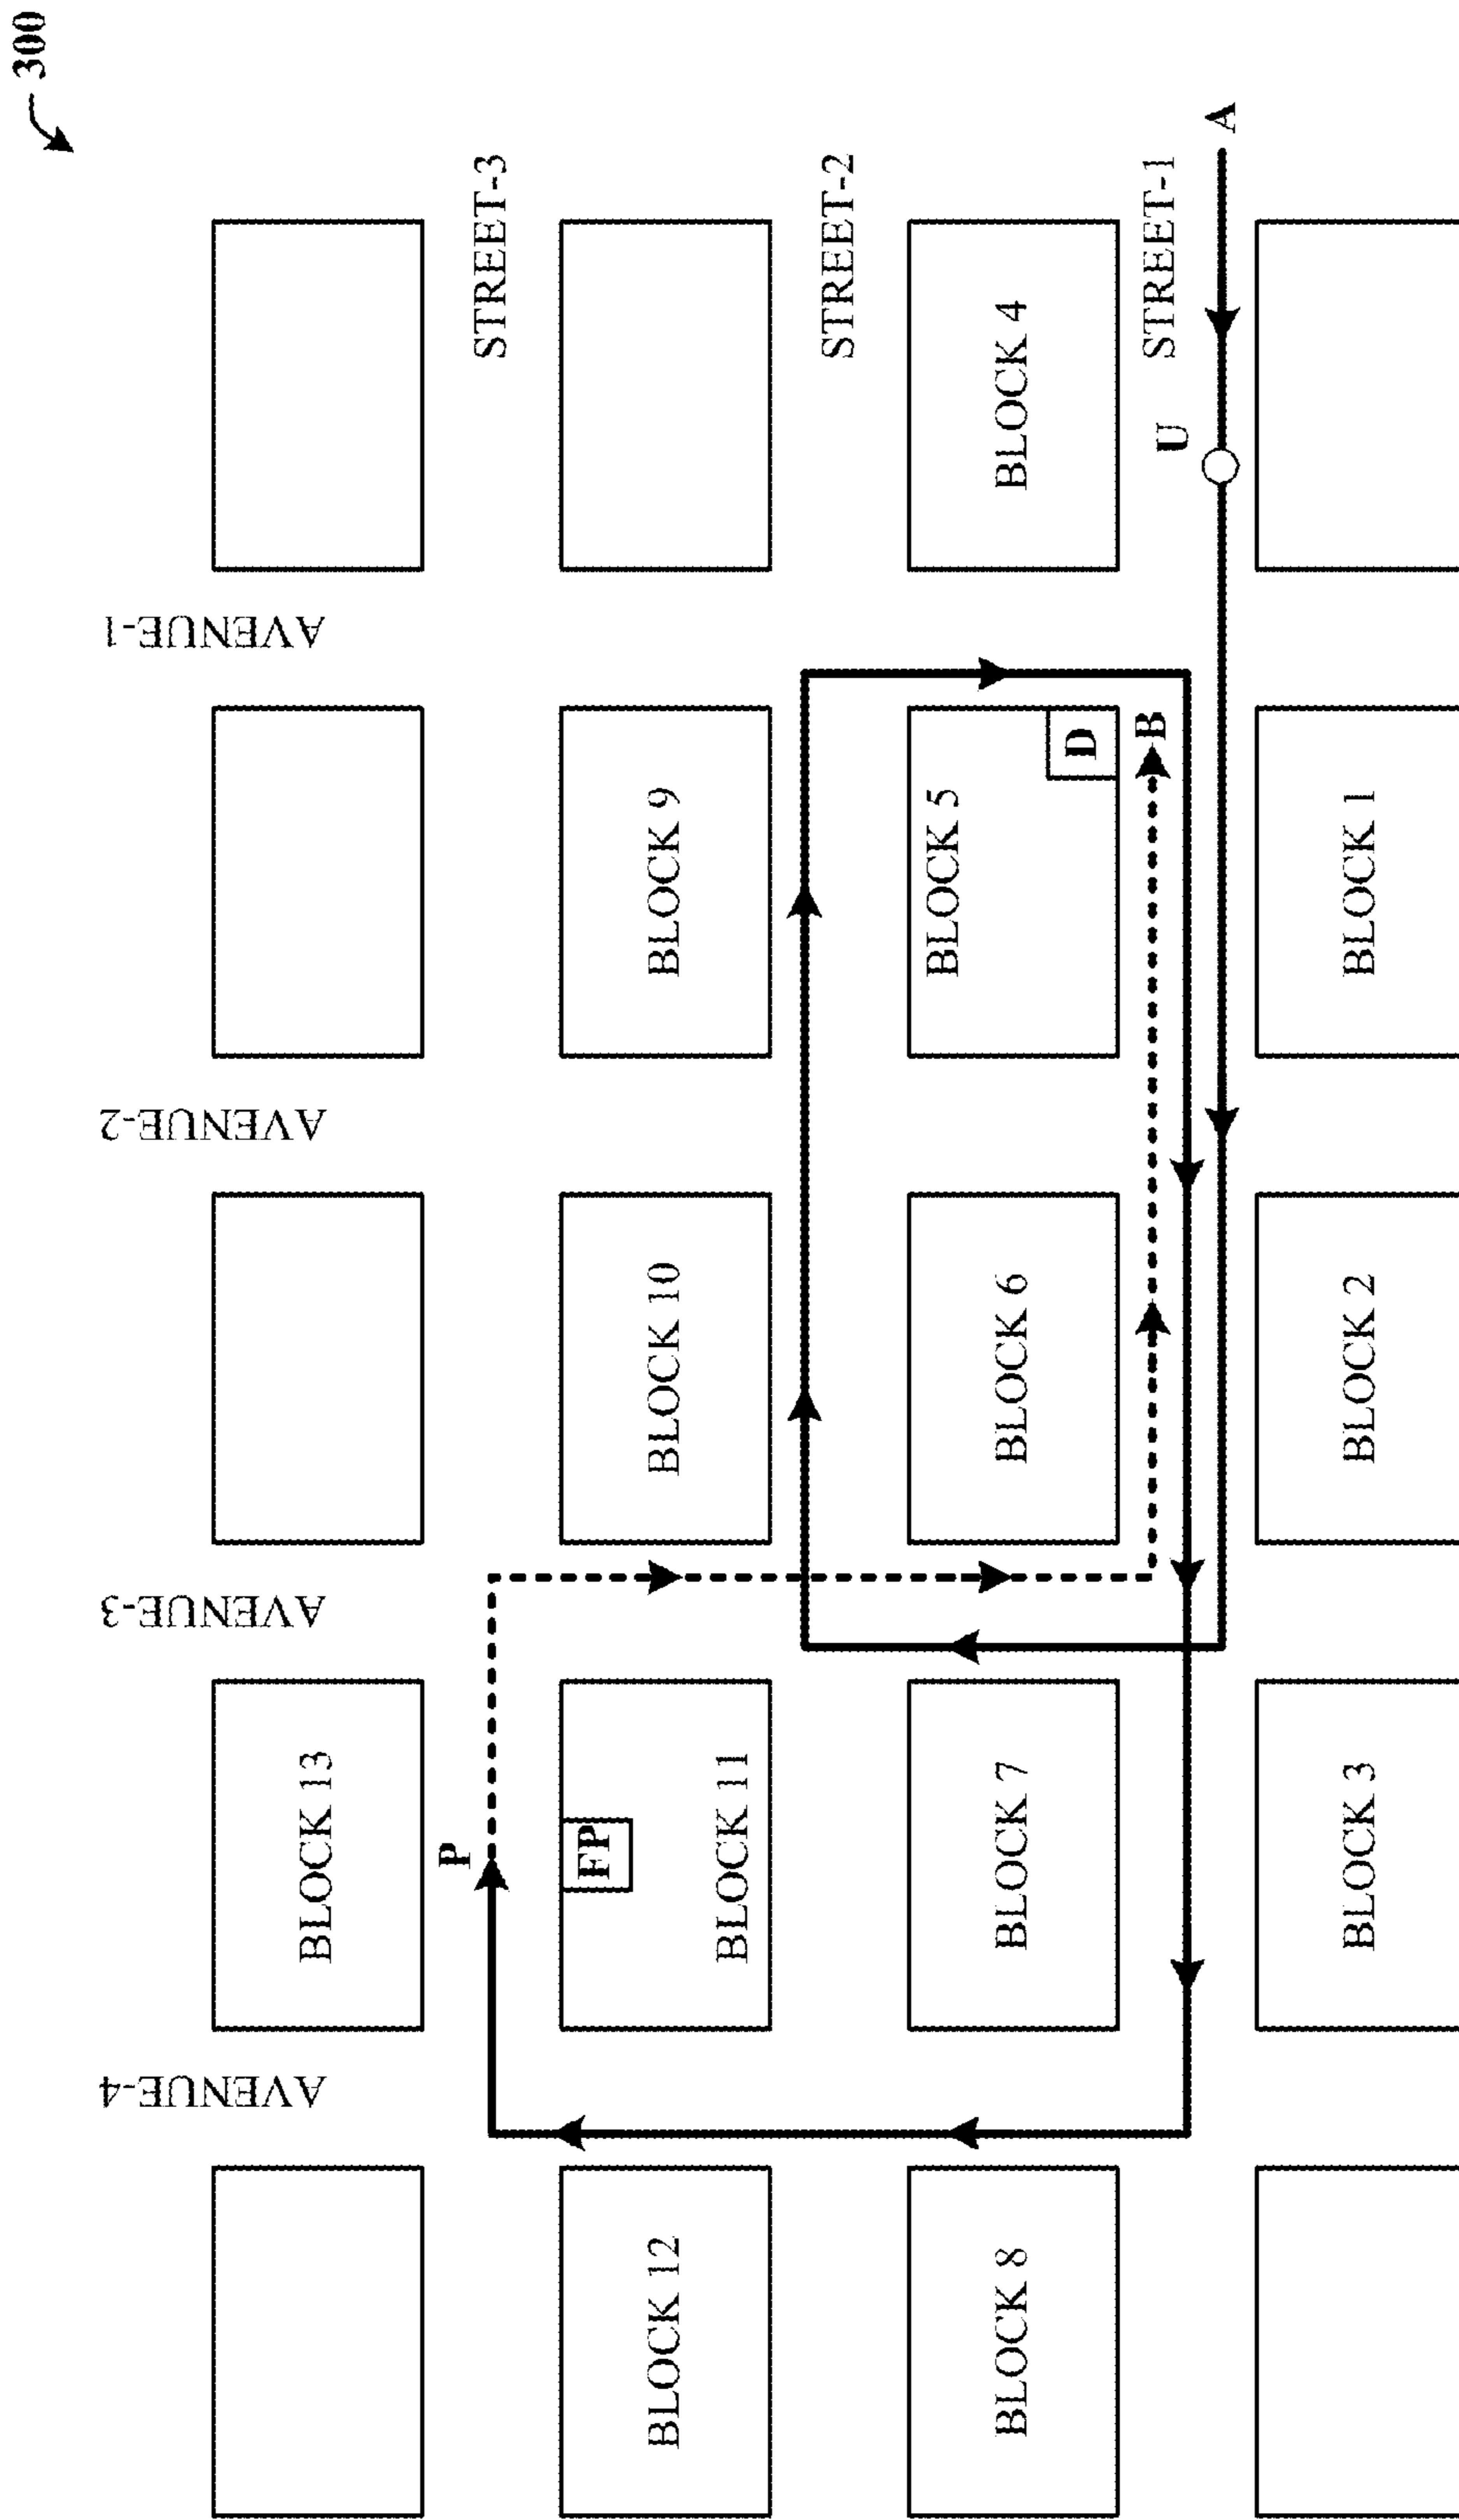 300
AVENUE-4
AVENUE-3
AVENUE-2
AVENUE-1
BLOCK 13
P
STREET-3
BLOCK 12
FP
BLOCK 11
BLOCK 10
BLOCK 9
STREET-2
BLOCK 8
BLOCK 7
BLOCK 6
BLOCK 5
D
BLOCK 4
B
U
STREET-1
A
BLOCK 3
BLOCK 2
BLOCK 1